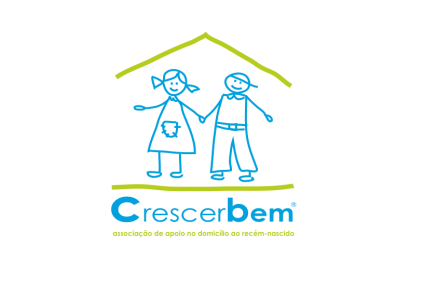 Crescerbem®
associação de apoio no domicílio ao recém-nascido